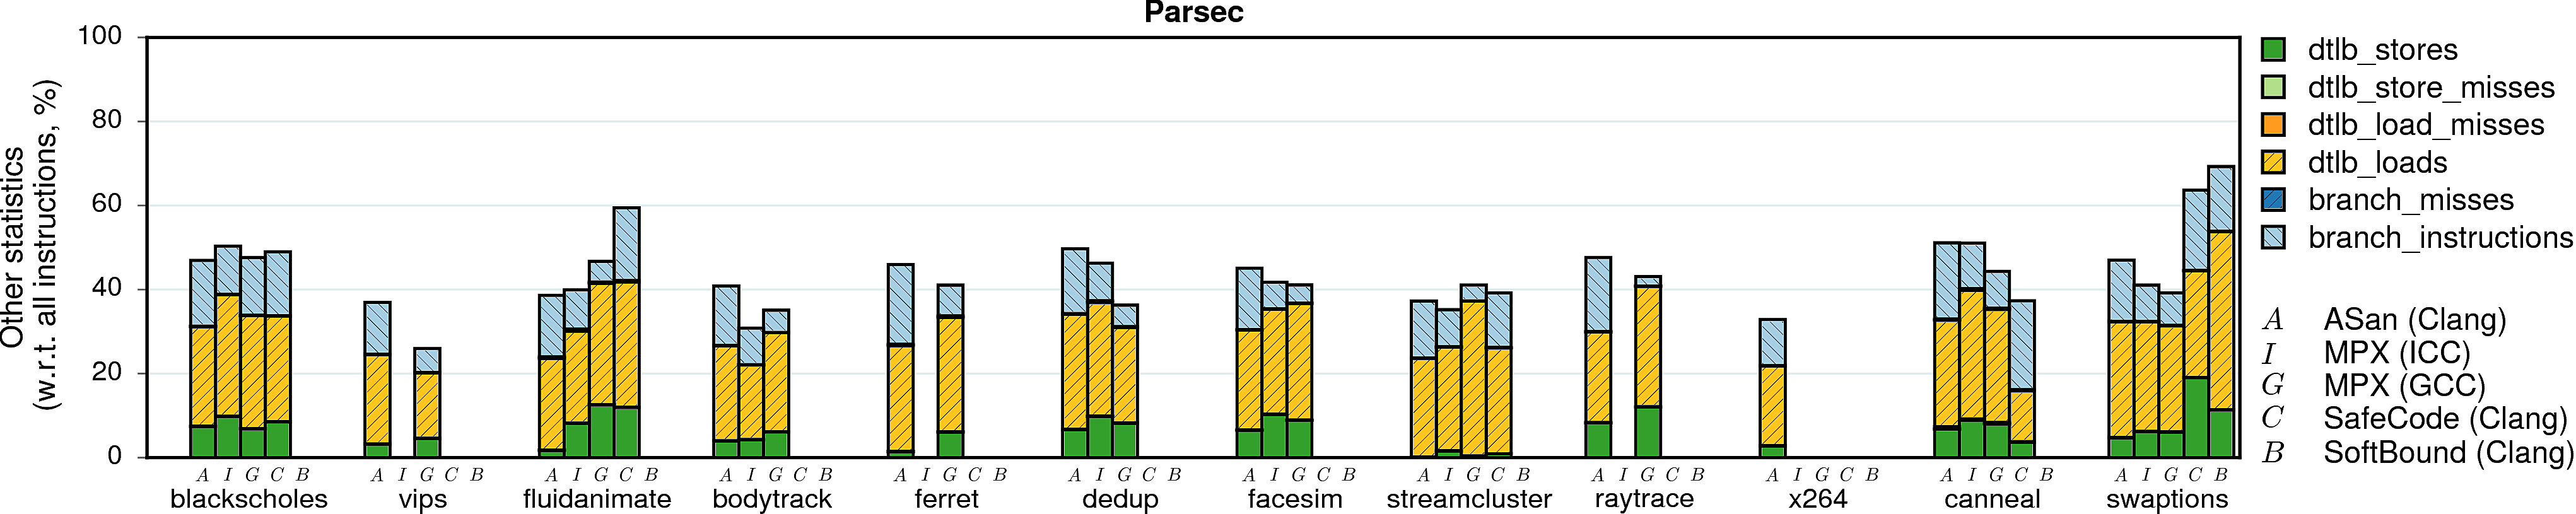 Parsec
Other statistics
(w.r.t. all instructions, %)
100
80
60
40
20
0
A I G C B
A I G C B
A I G C B
A I G C B
A I G C B
A I G C B
A I G C B
A I G C B
A I G C B
A I G C B
A I G C B
A I G C B
blackscholes
vips
fluidanimate
bodytrack
ferret
dedup
facesim
streamcluster
raytrace
x264
canneal
swaptions
dtlb_stores
dtlb_store_misses
dtlb_load_misses
dtlb_loads
branch_misses
branch_instructions
A ASan (Clang)
I MPX (ICC)
G MPX (GCC)
C SafeCode (Clang)
B SoftBound (Clang)